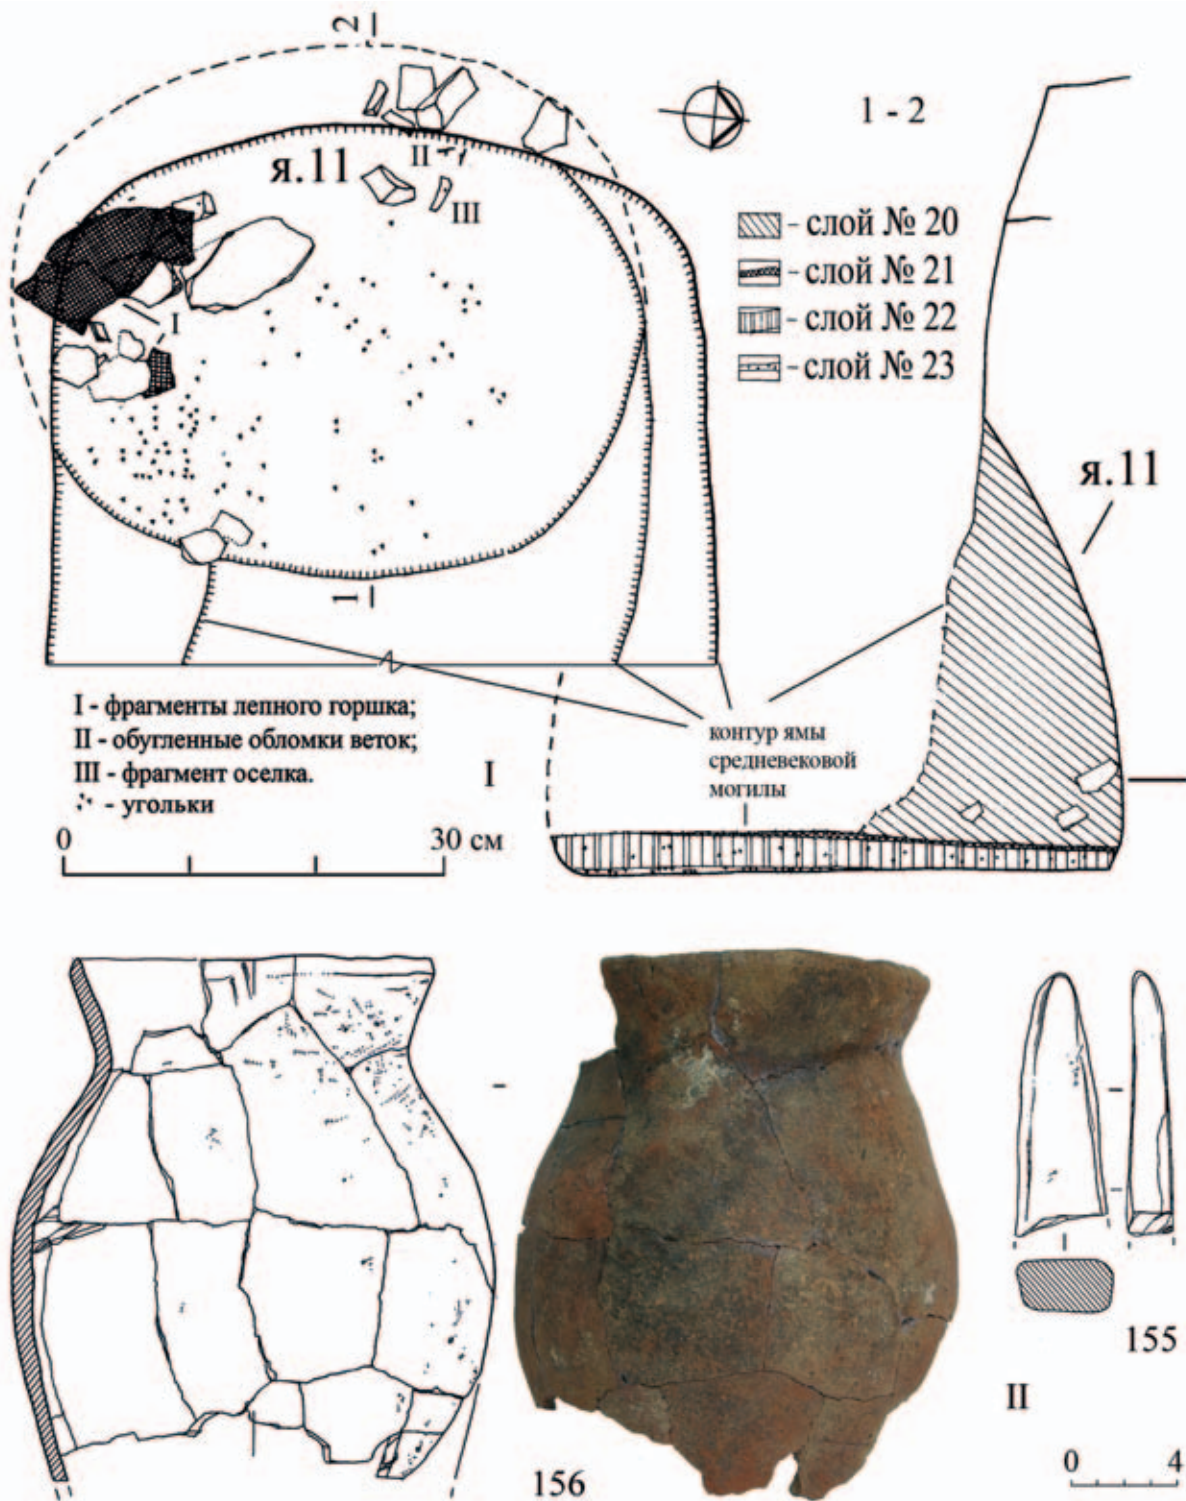 2
1 - 2
II
я.11
III
- слой № 20
- слой № 21
- слой № 22
- слой № 23
I
я.11
1
I - фрагменты лепного горшка;
II - обугленные обломки веток;
III - фрагмент оселка.
- угольки
I
контур ямы
средневековой
могилы
0 30 см
155
II
156
0 4